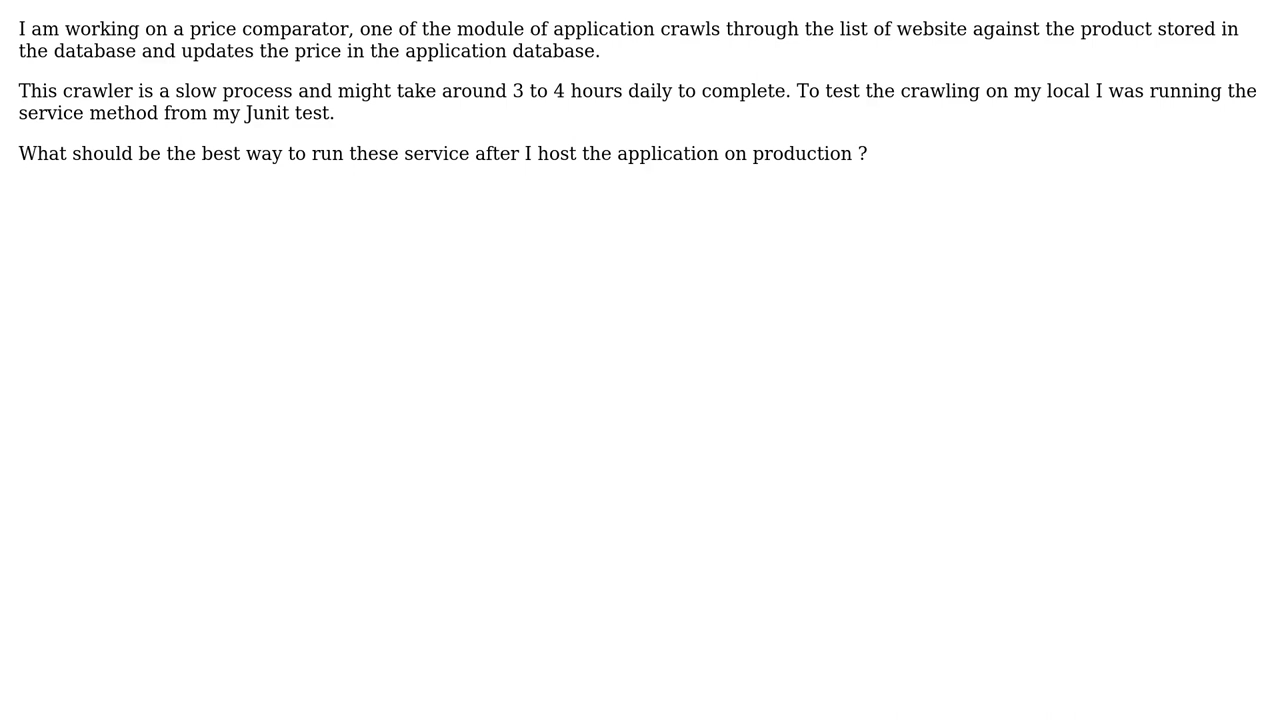 I am working on a price comparator, one of the module of application crawls through the list of website against the product stored in
the database and updates the price in the application database.
This crawler is a slow process and might take around 3 to 4 hours daily to complete. To test the crawling on my local I was running the
service method from my Junit test.
What should be the best way to run these service after I host the application on production ?